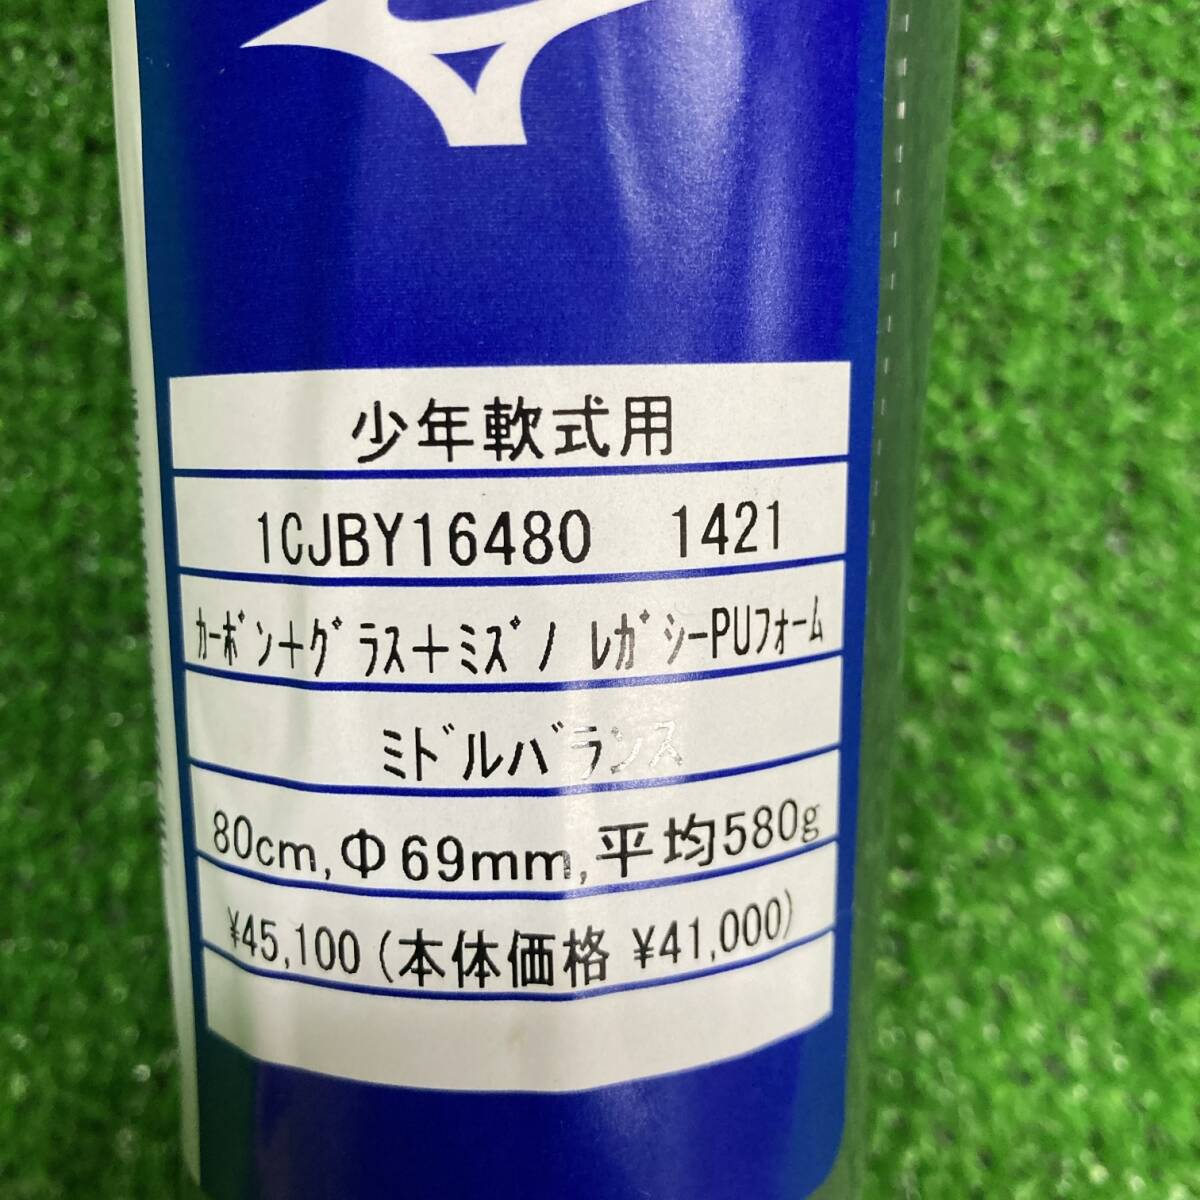 少年軟式用
1CJBY16480 1421
ｶｰﾎﾞﾝ+ｸﾞﾗｽ+ﾐｽﾞﾉ ﾚｶﾞｼｰPUﾌｫｰﾑ
ﾐﾄﾞﾙﾊﾞﾗﾝｽ
80cm,Φ69mm,平均580g
¥45,100(本体価格 ¥41,000)